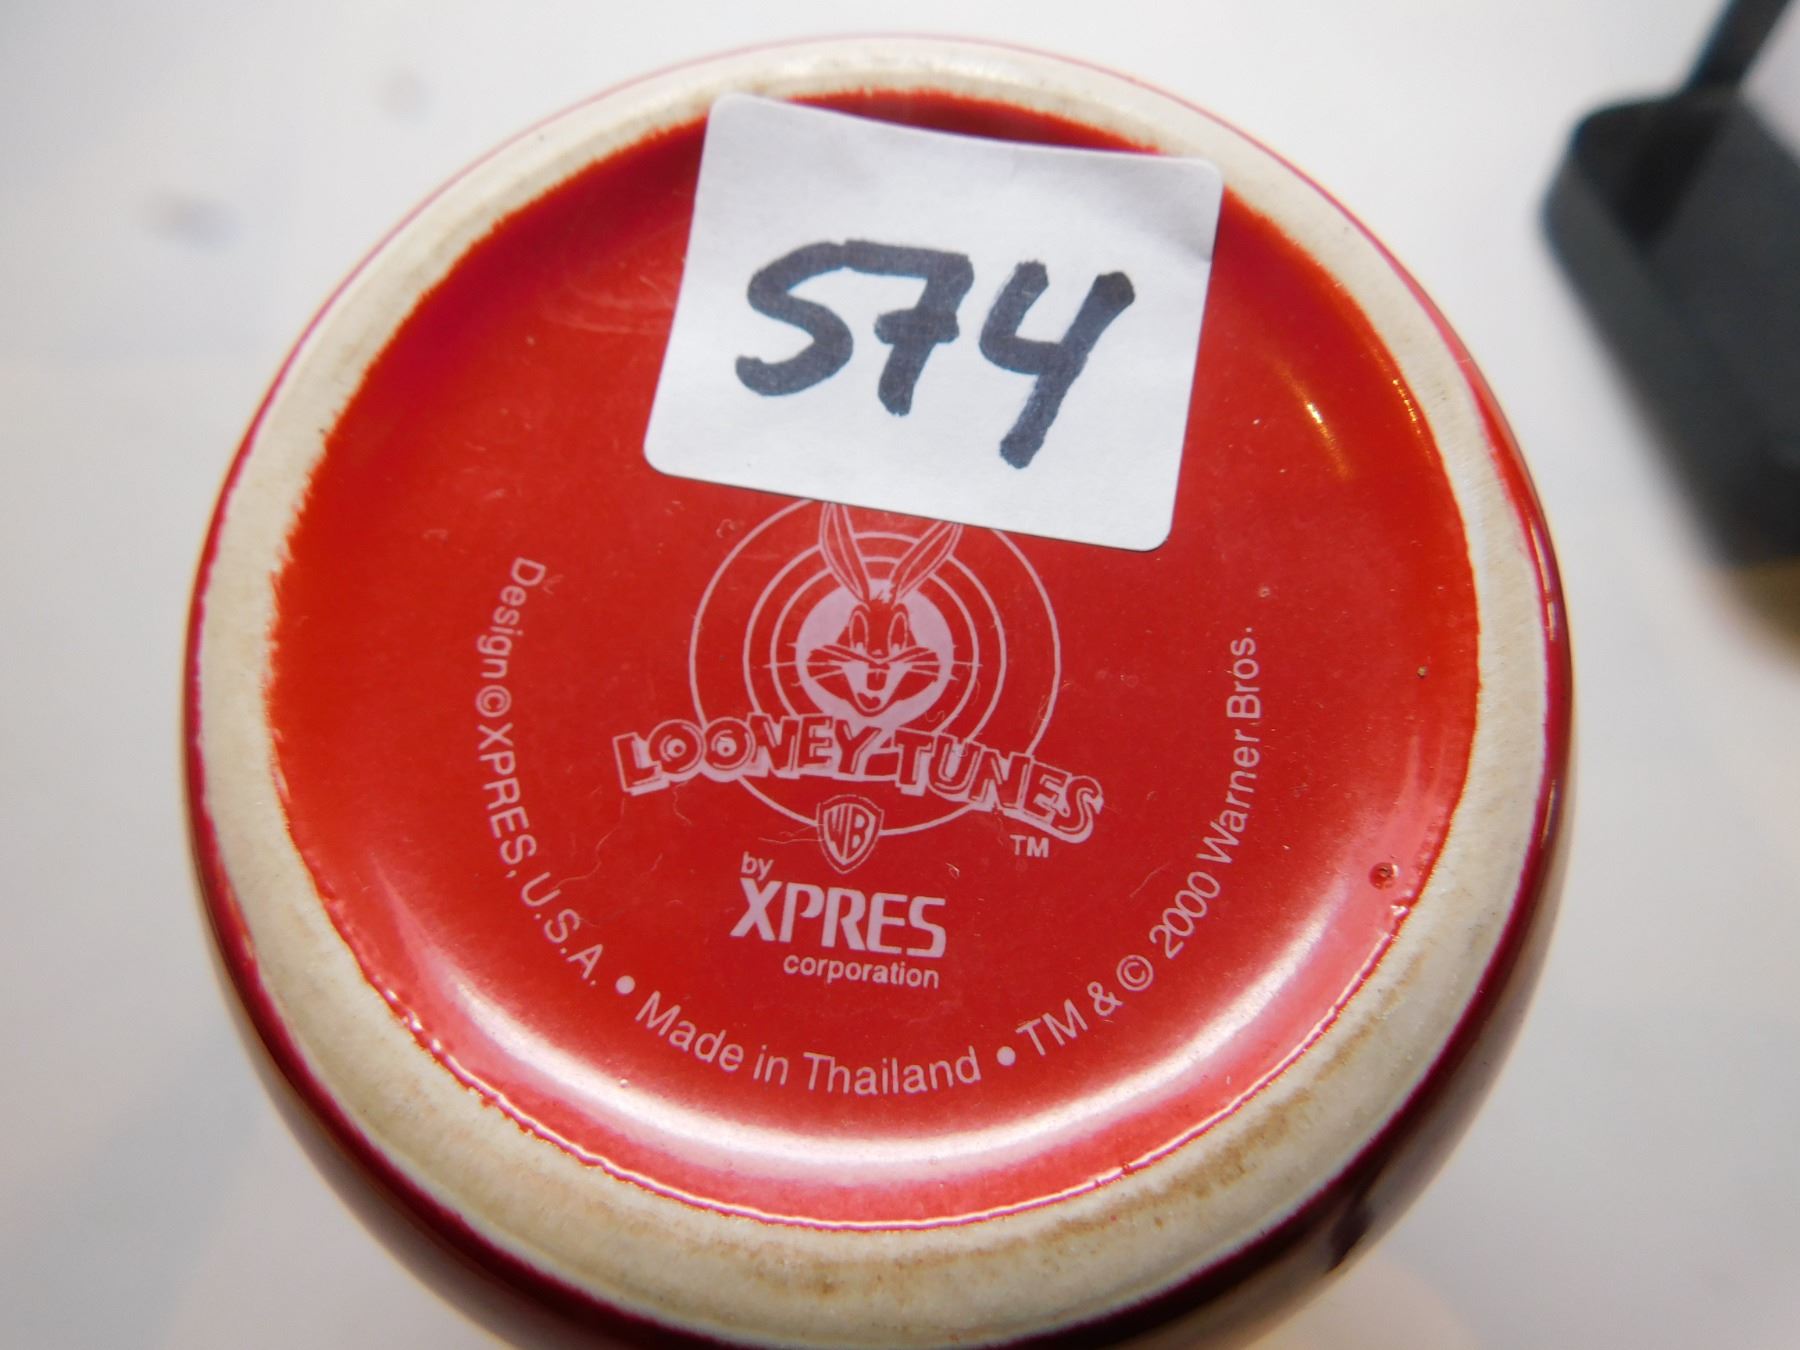 574
LOONEY TUNES
WB
TM
by
XPRES
corporation
Design © XPRES, U.S.A. • Made in Thailand • TM & © 2000 Warner Bros.